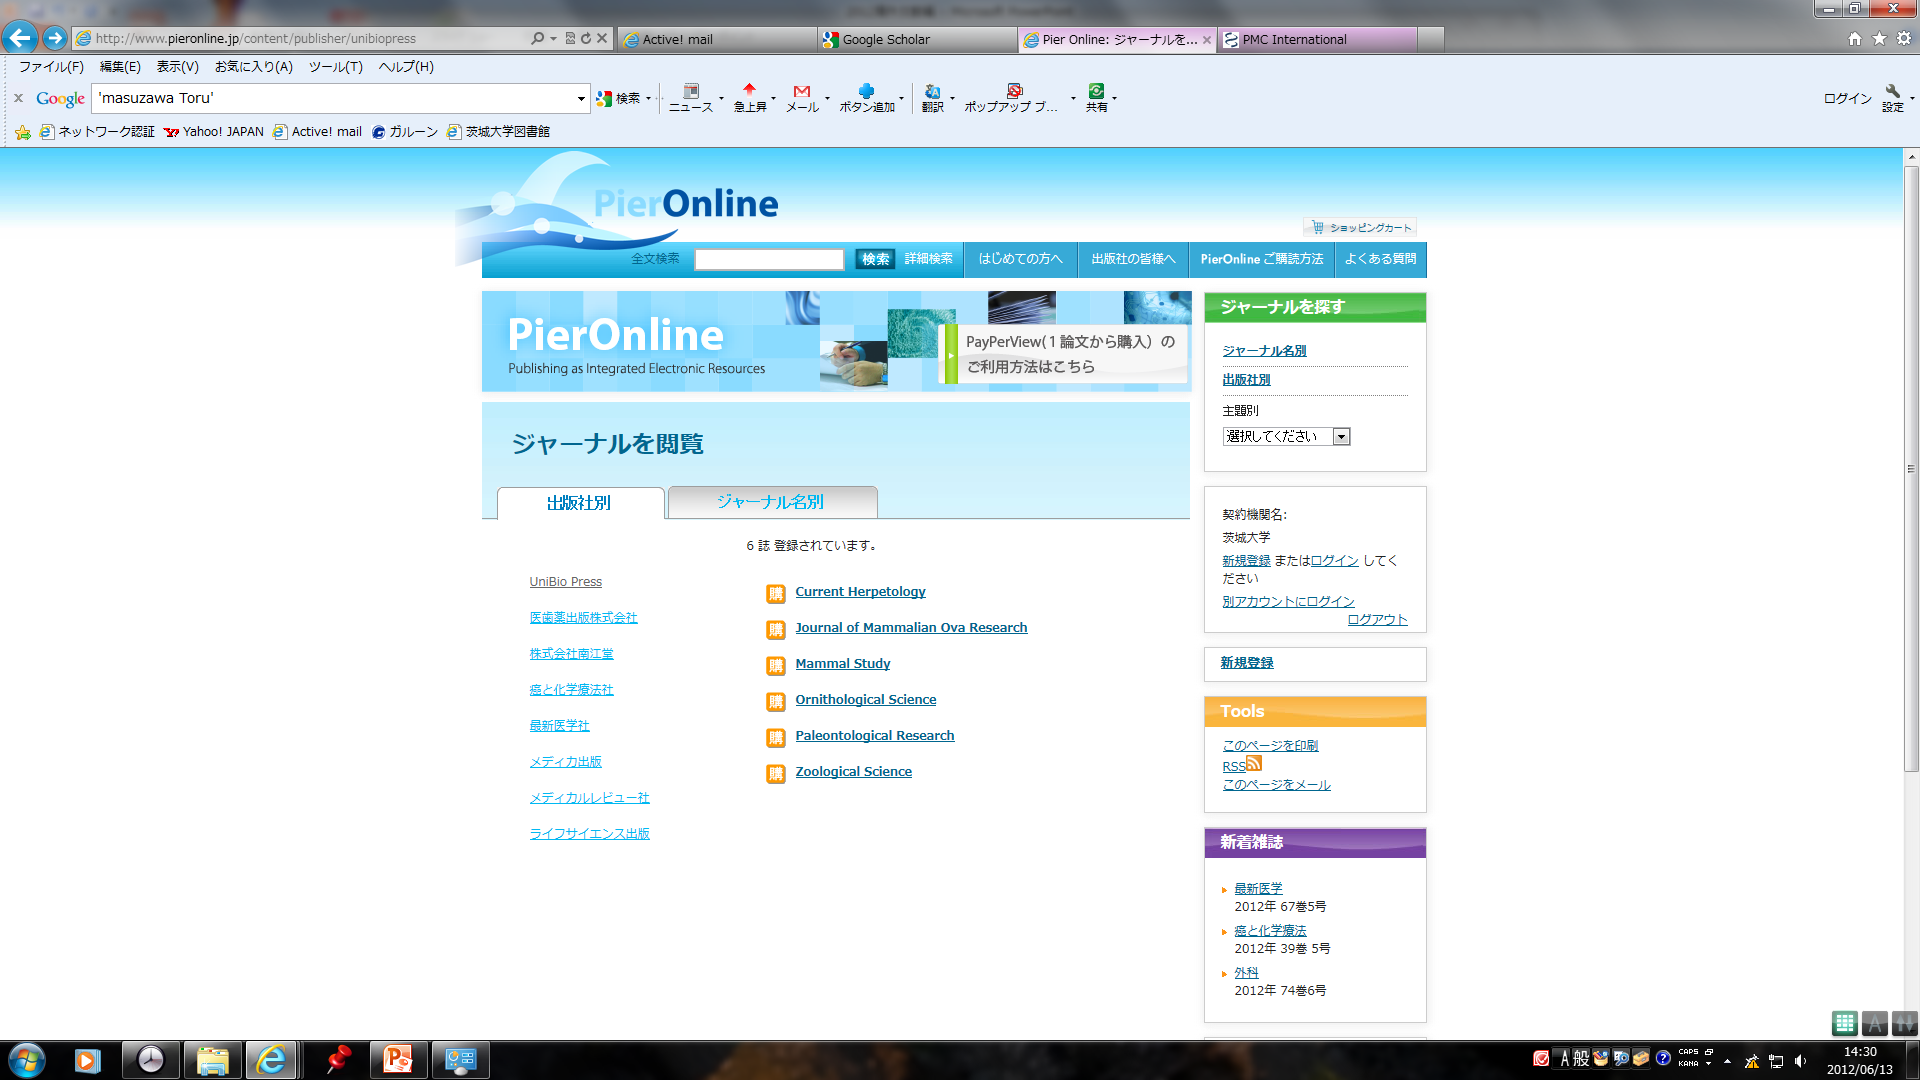 http://www.pieronline.jp/content/publisher/unibiopress
Active! mail
Google Scholar
Pier Online: ジャーナルを...
PMC International
ファイル(F) 編集(E) 表示(V) お気に入り(A) ツール(T) ヘルプ(H)
Google 'masuzawa Toru' 検索 ニュース 急上昇 メール ボタン追加 翻訳 ポップアップ ブ... 共有 ログイン 設定
ネットワーク認証 Yahoo! JAPAN Active! mail ガルーン 茨城大学図書館
PierOnline
ショッピングカート
全文検索 検索 詳細検索 はじめての方へ 出版社の皆様へ PierOnline ご購読方法 よくある質問
PierOnline
Publishing as Integrated Electronic Resources
PayPerView(１論文から購入）の
ご利用方法はこちら
ジャーナルを閲覧
出版社別 ジャーナル名別
6 誌 登録されています。
UniBio Press
医歯薬出版株式会社
株式会社南江堂
癌と化学療法社
最新医学社
メディカ出版
メディカルレビュー社
ライフサイエンス出版
購 Current Herpetology
購 Journal of Mammalian Ova Research
購 Mammal Study
購 Ornithological Science
購 Paleontological Research
購 Zoological Science
ジャーナルを探す
ジャーナル名別
出版社別
主題別
選択してください
契約機関名:
茨城大学
新規登録 またはログイン してく
ださい
別アカウントにログイン
ログアウト
新規登録
Tools
このページを印刷
RSS
このページをメール
新着雑誌
最新医学
2012年 67巻5号
癌と化学療法
2012年 39巻 5号
外科
2012年 74巻6号
A 般
CAPS
KANA
14:30
2012/06/13